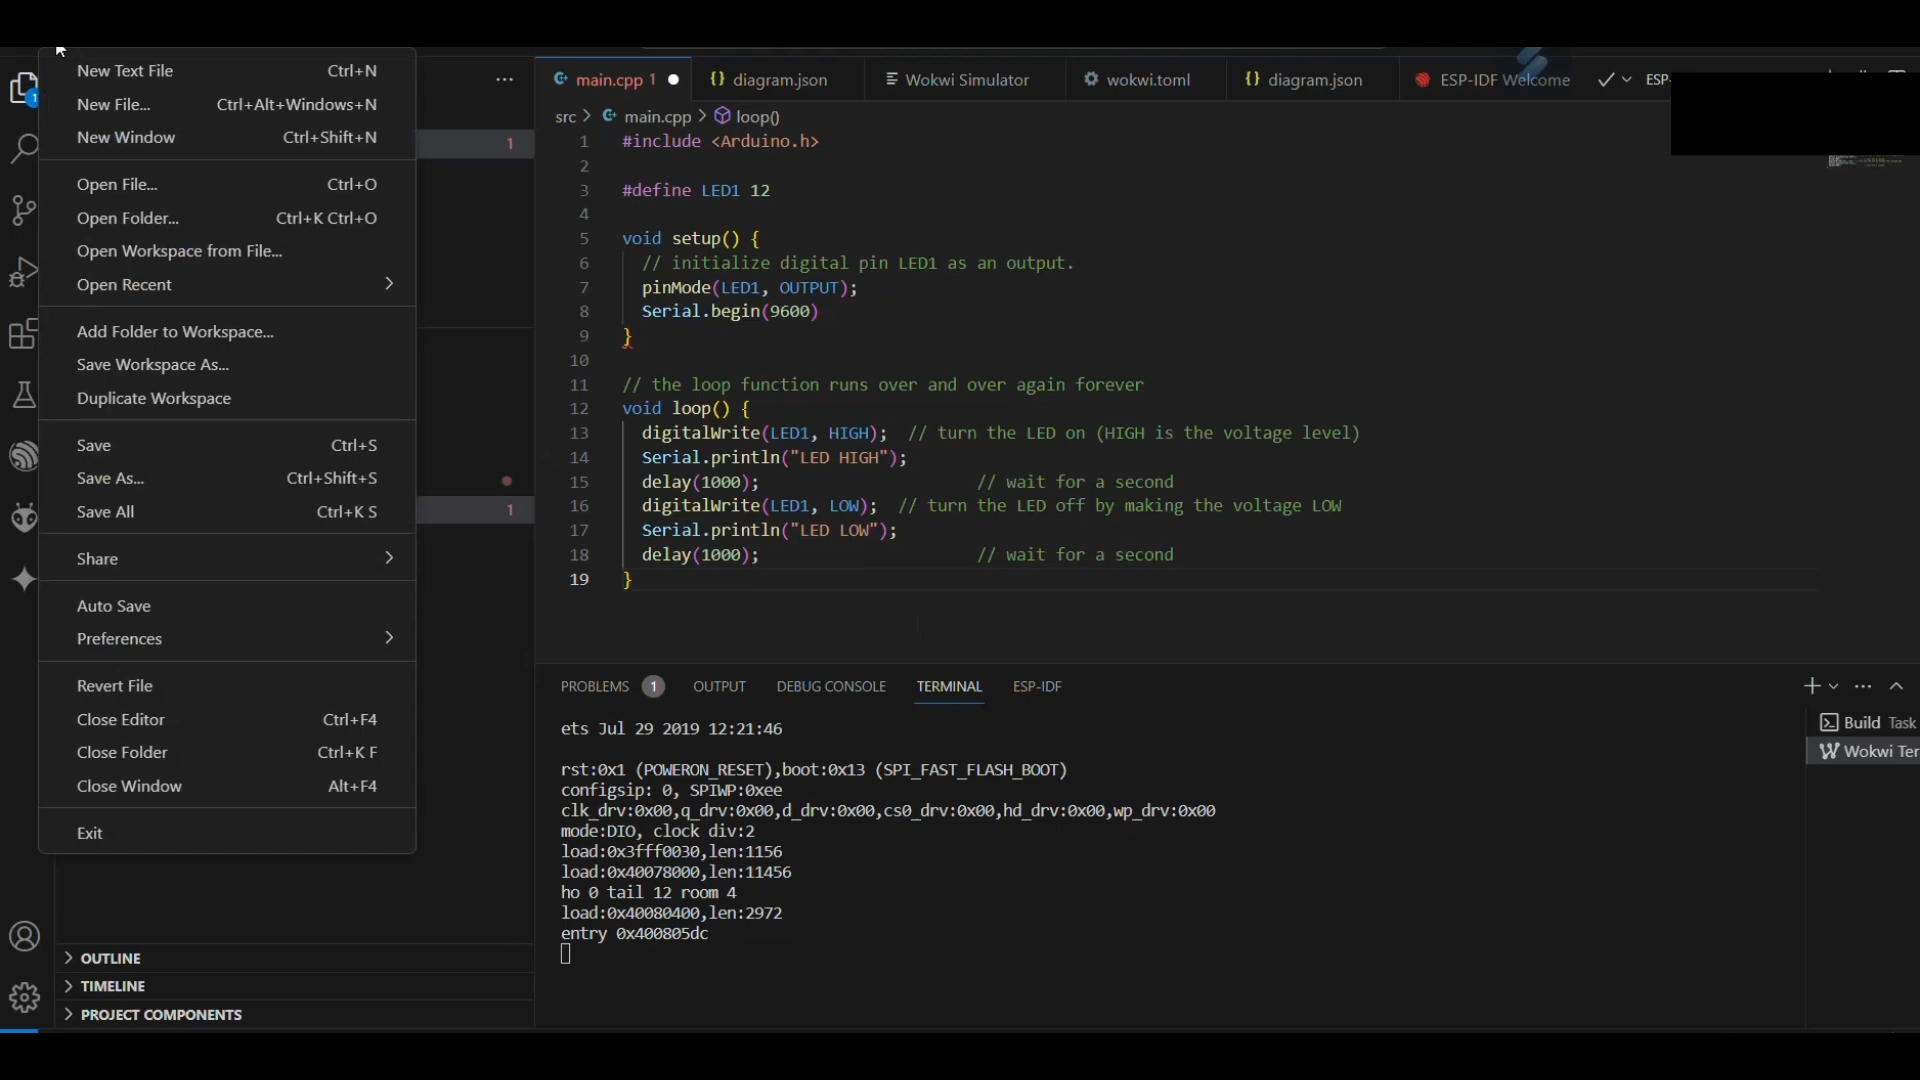 New Text File Ctrl+N
New File... Ctrl+Alt+Windows+N
New Window Ctrl+Shift+N
Open File... Ctrl+O
Open Folder... Ctrl+K Ctrl+O
Open Workspace from File...
Open Recent
Add Folder to Workspace...
Save Workspace As...
Duplicate Workspace
Save Ctrl+S
Save As... Ctrl+Shift+S
Save All Ctrl+K S
Share
Auto Save
Preferences
Revert File
Close Editor Ctrl+F4
Close Folder Ctrl+K F
Close Window Alt+F4
Exit
1
1
1
OUTLINE
TIMELINE
PROJECT COMPONENTS
main.cpp 1 diagram.json Wokwi Simulator wokwi.toml diagram.json ESP-IDF Welcome ESP-
src > main.cpp > loop()
1 #include <Arduino.h>
2
3 #define LED1 12
4
5 void setup() {
6 // initialize digital pin LED1 as an output.
7 pinMode(LED1, OUTPUT);
8 Serial.begin(9600)
9 }
10
11 // the loop function runs over and over again forever
12 void loop() {
13 digitalWrite(LED1, HIGH); // turn the LED on (HIGH is the voltage level)
14 Serial.println("LED HIGH");
15 delay(1000); // wait for a second
16 digitalWrite(LED1, LOW); // turn the LED off by making the voltage LOW
17 Serial.println("LED LOW");
18 delay(1000); // wait for a second
19 }
PROBLEMS 1 OUTPUT DEBUG CONSOLE TERMINAL ESP-IDF
ets Jul 29 2019 12:21:46
rst:0x1 (POWERON_RESET),boot:0x13 (SPI_FAST_FLASH_BOOT)
configsip: 0, SPIWP:0xee
clk_drv:0x00,q_drv:0x00,d_drv:0x00,cs0_drv:0x00,hd_drv:0x00,wp_drv:0x00
mode:DIO, clock div:2
load:0x3fff0030,len:1156
load:0x40078000,len:11456
ho 0 tail 12 room 4
load:0x40080400,len:2972
entry 0x400805dc
Build Task
Wokwi Ter